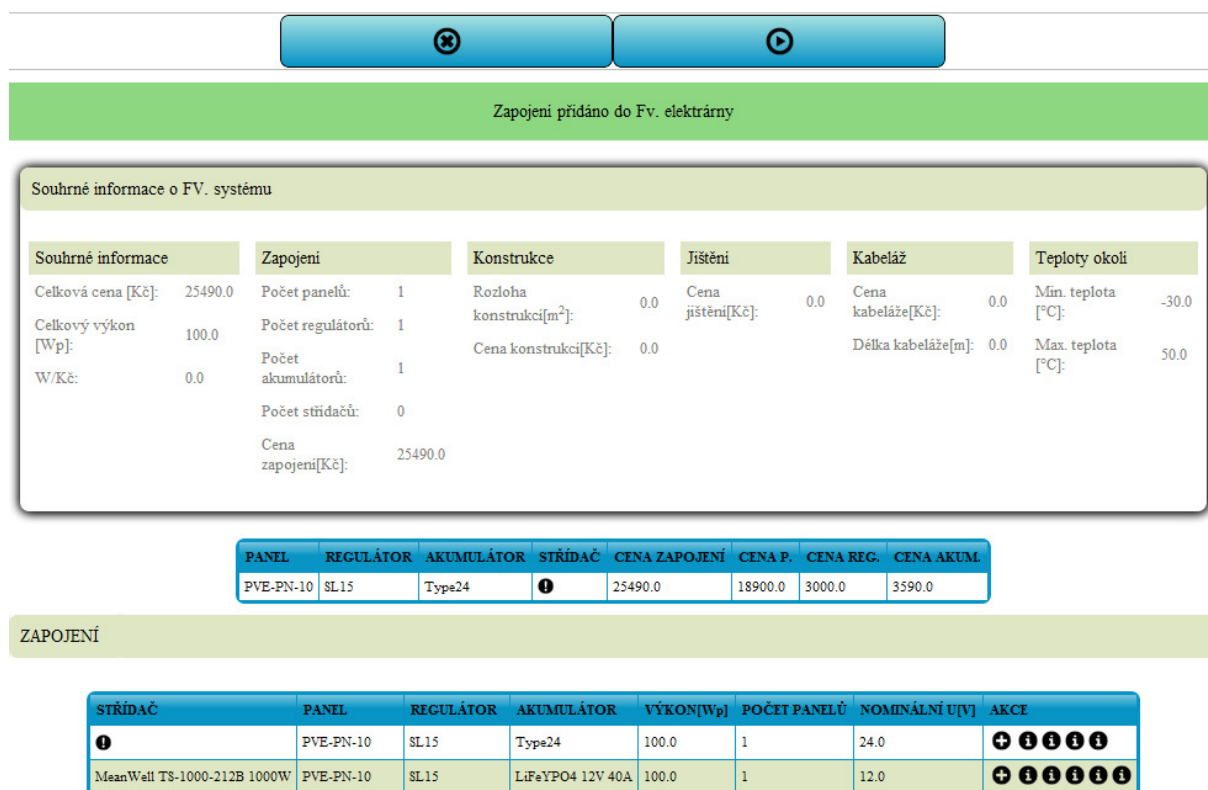 Zapojení přidáno do Fv. elektrárny
Souhrné informace o FV. systému
Souhrné informace
Celková cena [Kč]: 25490.0
Celkový výkon
[Wp]: 100.0
W/Kč: 0.0
Zapojení
Počet panelů: 1
Počet regulátorů: 1
Počet
akumulátorů: 1
Počet střídačů: 0
Cena
zapojení[Kč]: 25490.0
Konstrukce
Rozloha
konstrukcí[m²]: 0.0
Cena konstrukcí[Kč]: 0.0
Jištění
Cena
jištění[Kč]: 0.0
Kabeláž
Cena
kabeláže[Kč]: 0.0
Délka kabeláže[m]: 0.0
Teploty okolí
Min. teplota
[°C]: -30.0
Max. teplota
[°C]: 50.0
PANEL REGULÁTOR AKUMULÁTOR STŘÍDAČ CENA ZAPOJENÍ CENA P. CENA REG. CENA AKUM.
PVE-PN-10 SL15 Type24 25490.0 18900.0 3000.0 3590.0
ZAPOJENÍ
STŘÍDAČ PANEL REGULÁTOR AKUMULÁTOR VÝKON[Wp] POČET PANELŮ NOMINÁLNÍ U[V] AKCE
PVE-PN-10 SL15 Type24 100.0 1 24.0
MeanWell TS-1000-212B 1000W PVE-PN-10 SL15 LiFeYPO4 12V 40A 100.0 1 12.0